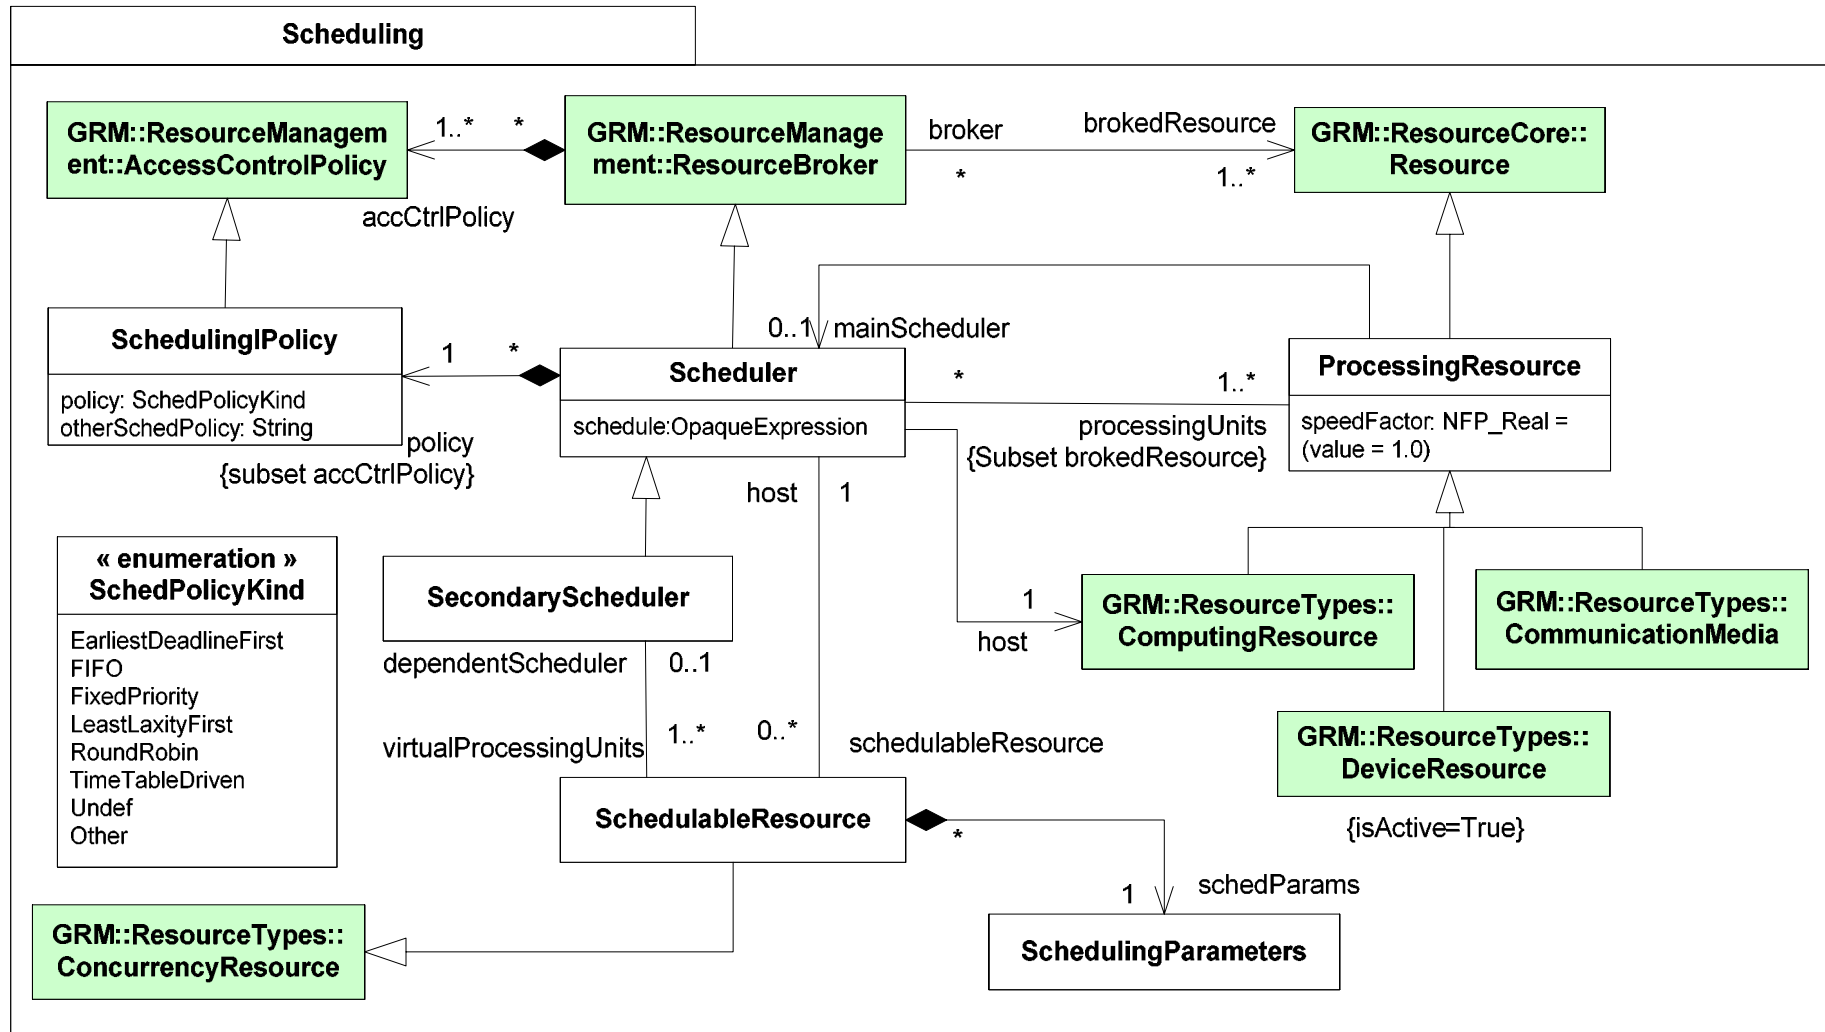 Scheduling
GRM::ResourceManagem
ent::AccessControlPolicy
1..*
*
GRM::ResourceManage
ment::ResourceBroker
broker
*
brokedResource
1..*
GRM::ResourceCore::
Resource
accCtrlPolicy
SchedulinglPolicy
policy: SchedPolicyKind
otherSchedPolicy: String
1
*
policy
{subset accCtrlPolicy}
0..1
mainScheduler
Scheduler
schedule:OpaqueExpression
*
1..*
processingUnits
{Subset brokedResource}
ProcessingResource
speedFactor: NFP_Real =
(value = 1.0)
host
1
« enumeration »
SchedPolicyKind
EarliestDeadlineFirst
FIFO
FixedPriority
LeastLaxityFirst
RoundRobin
TimeTableDriven
Undef
Other
SecondaryScheduler
dependentScheduler
0..1
1
host
GRM::ResourceTypes::
ComputingResource
GRM::ResourceTypes::
CommunicationMedia
virtualProcessingUnits
1..*
0..*
schedulableResource
GRM::ResourceTypes::
DeviceResource
{isActive=True}
SchedulableResource
*
1
schedParams
SchedulingParameters
GRM::ResourceTypes::
ConcurrencyResource